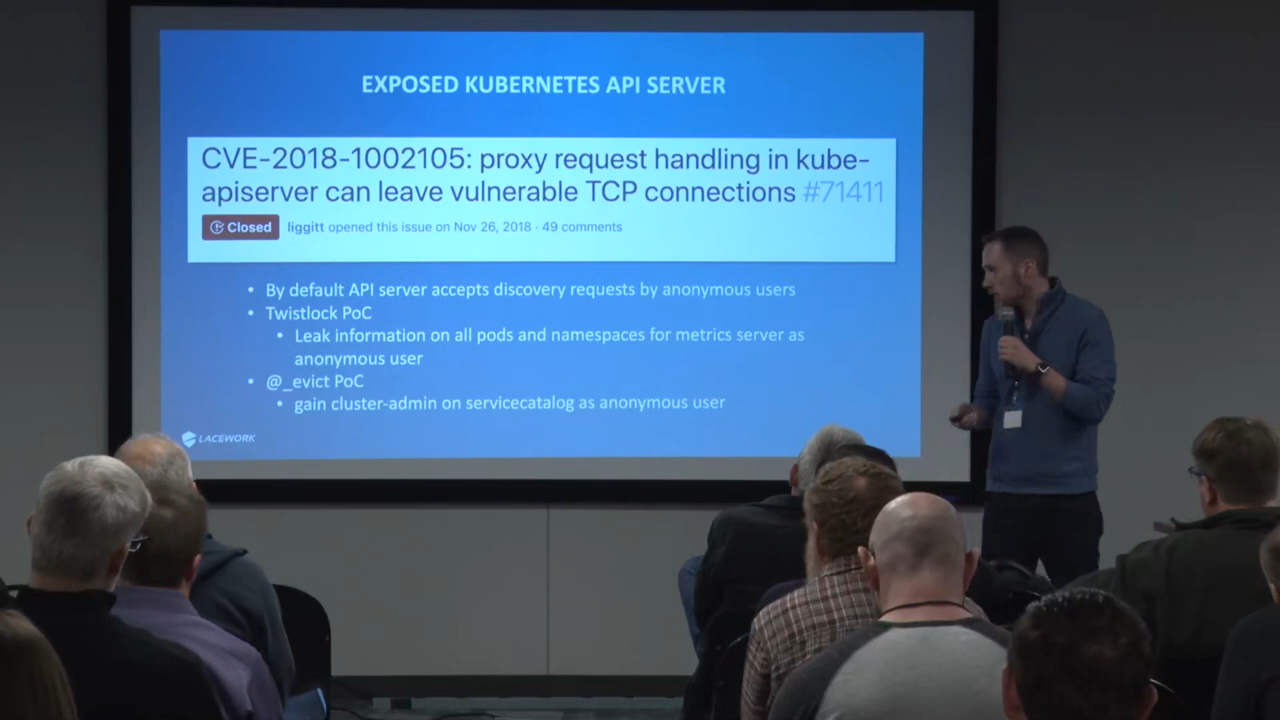 EXPOSED KUBERNETES API SERVER
CVE-2018-1002105: proxy request handling in kube-
apiserver can leave vulnerable TCP connections #71411
Closed liggitt opened this issue on Nov 26, 2018 · 49 comments
• By default API server accepts discovery requests by anonymous users
• Twistlock PoC
• Leak information on all pods and namespaces for metrics server as
anonymous user
• @_evict PoC
• gain cluster-admin on servicecatalog as anonymous user
LACEWORK